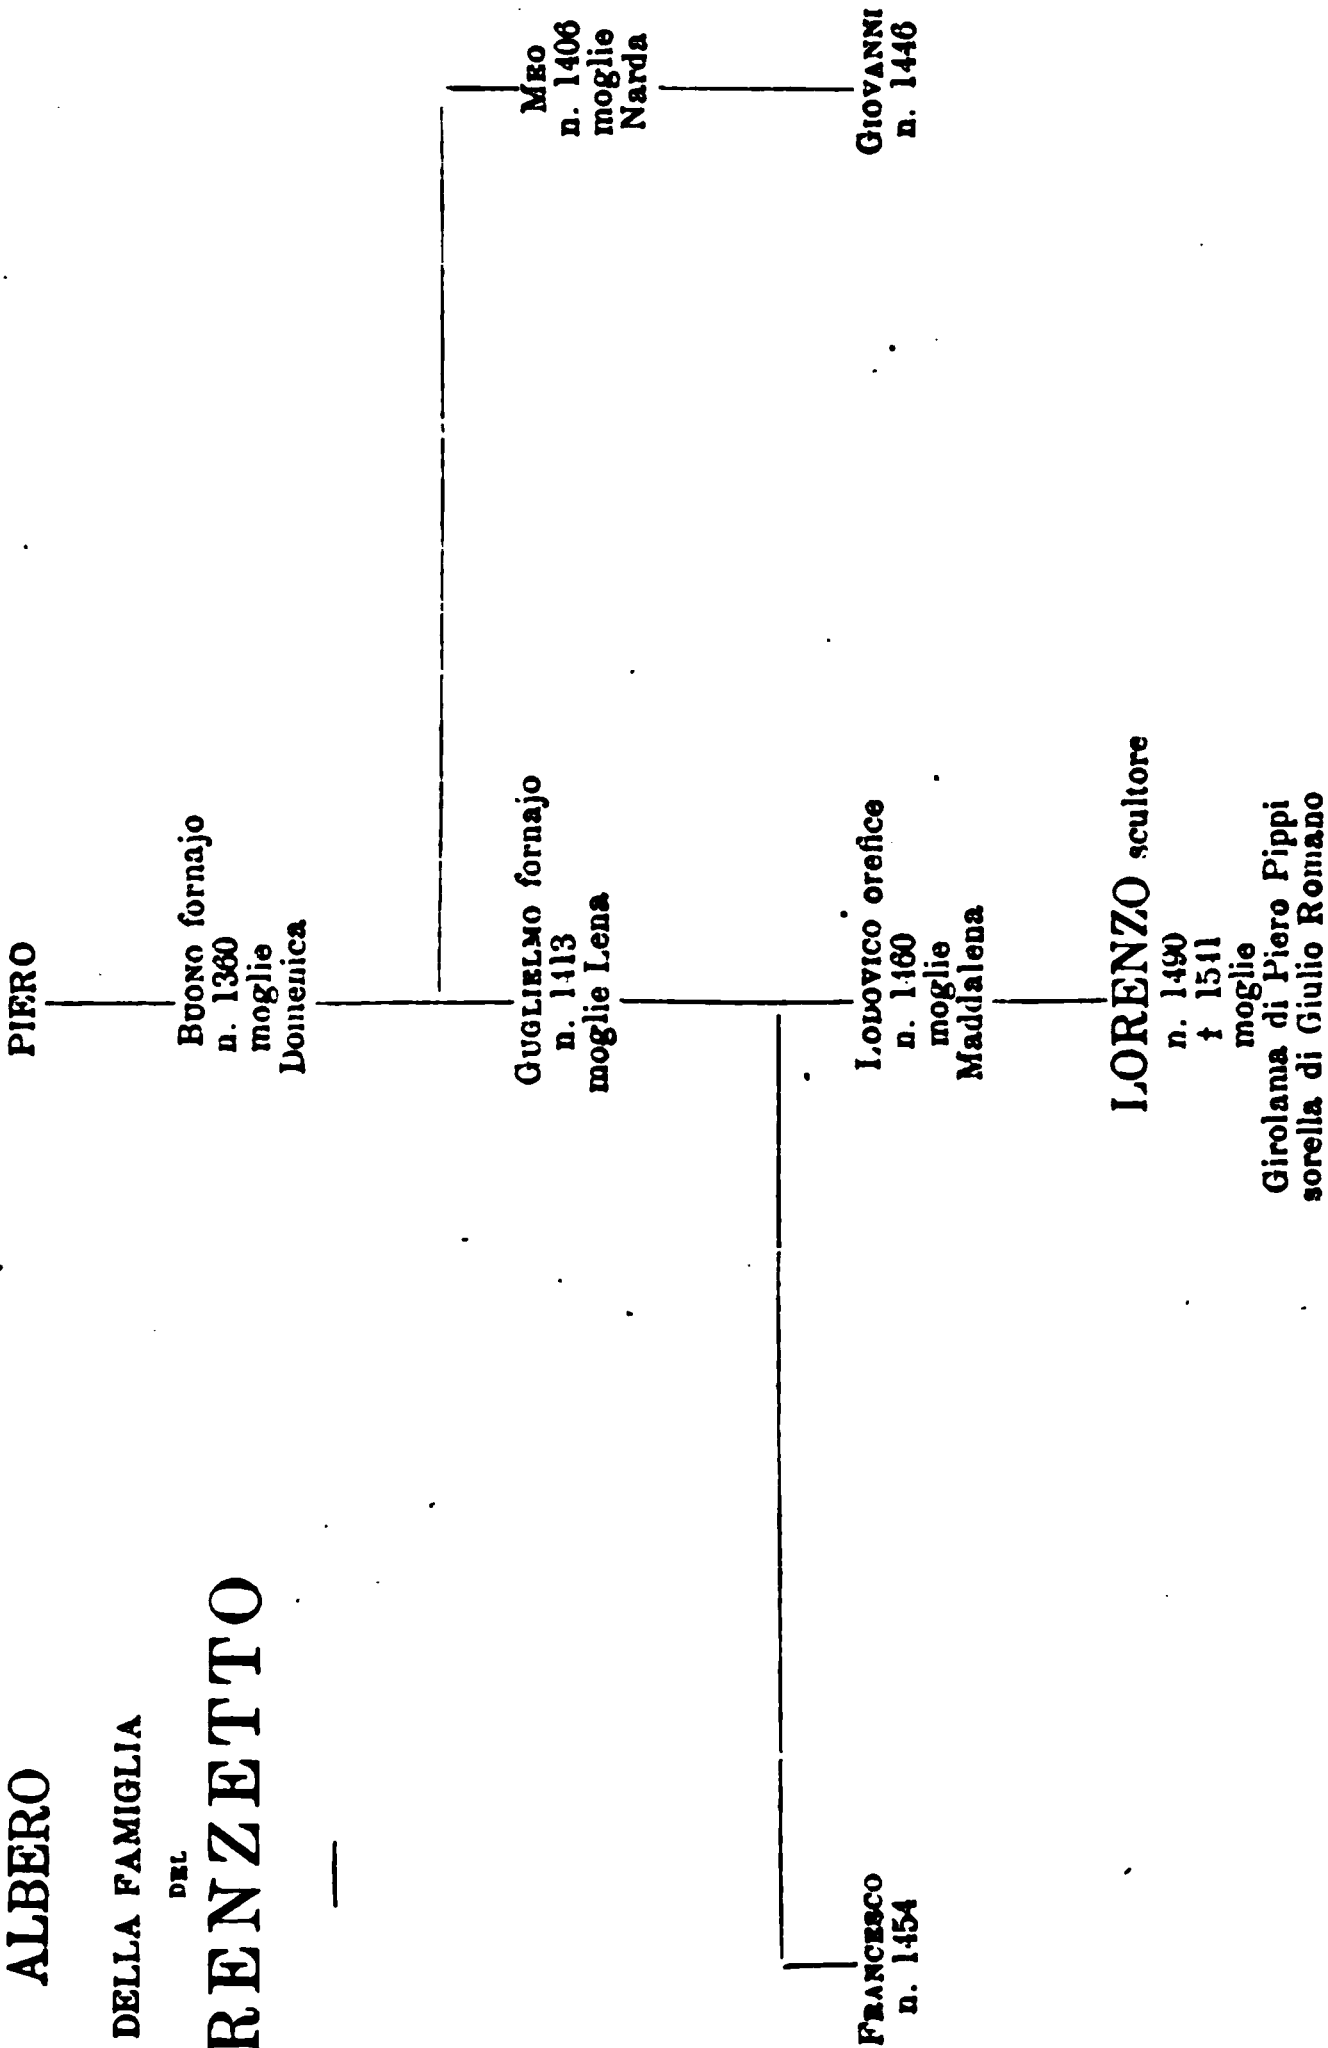 ALBERO
DELLA FAMIGLIA
DEL
RENZETTO
PIERO
BUONO fornajo
n. 1360
moglie
Domenica
GUGLIELMO fornajo
n. 1413
moglie Lena
MEO
n. 1406
moglie
Narda
FRANCESCO
n. 1454
LODOVICO orefice
n. 1460
moglie
Maddalena
GIOVANNI
n. 1446
LORENZO scultore
n. 1490
† 1541
moglie
Girolama di Piero Pippi
sorella di Giulio Romano